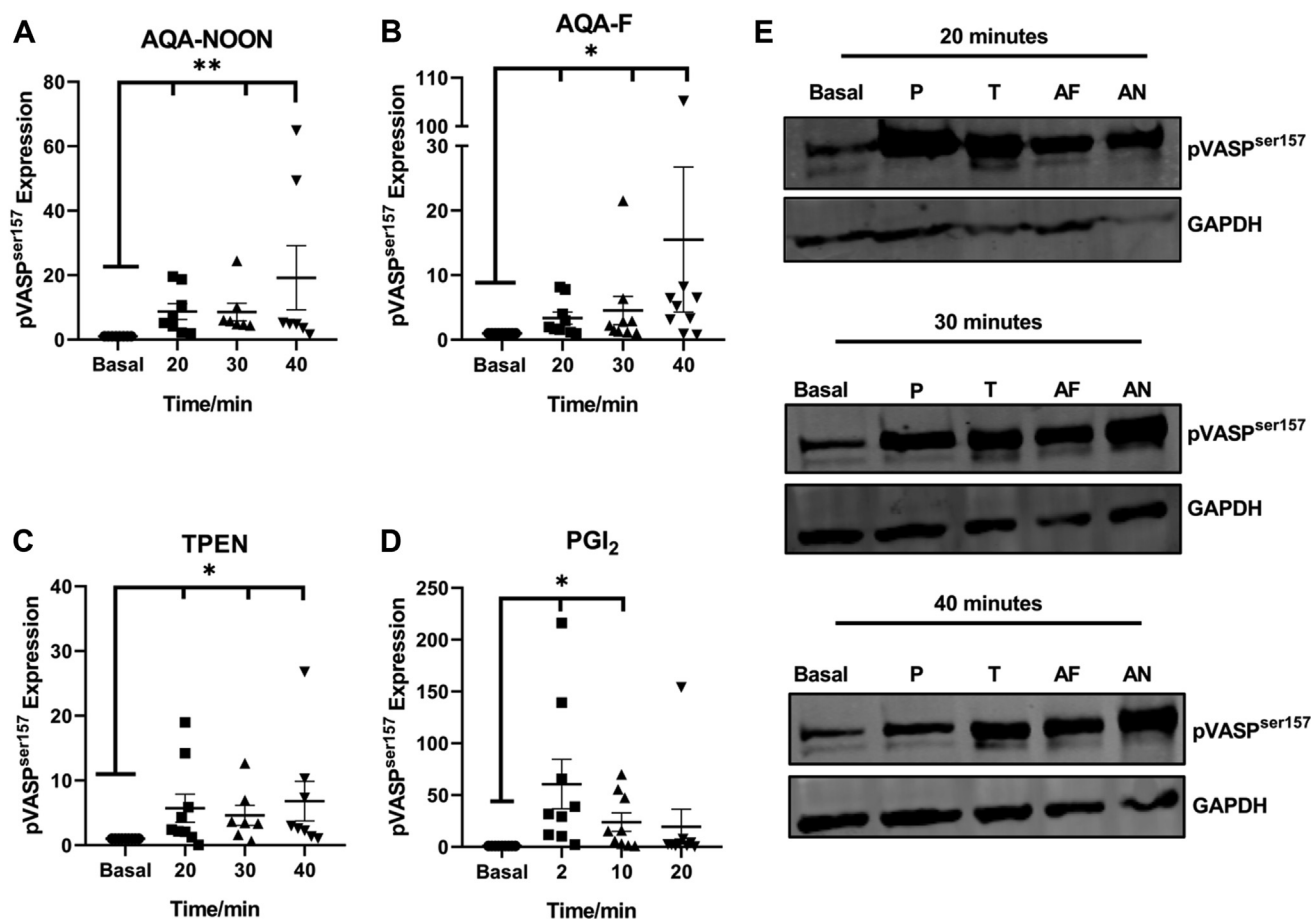 A
AQA-NOON
**
pVASPser157 Expression
80
60
40
20
0
Basal 20 30 40
Time/min
B
AQA-F
*
pVASPser157 Expression
110
100
30
20
10
0
Basal 20 30 40
Time/min
C
TPEN
*
pVASPser157 Expression
40
30
20
10
0
Basal 20 30 40
Time/min
D
PGI2
*
pVASPser157 Expression
250
200
150
100
50
0
Basal 2 10 20
Time/min
E
20 minutes
Basal P T AF AN
pVASPser157
GAPDH
30 minutes
Basal P T AF AN
pVASPser157
GAPDH
40 minutes
Basal P T AF AN
pVASPser157
GAPDH